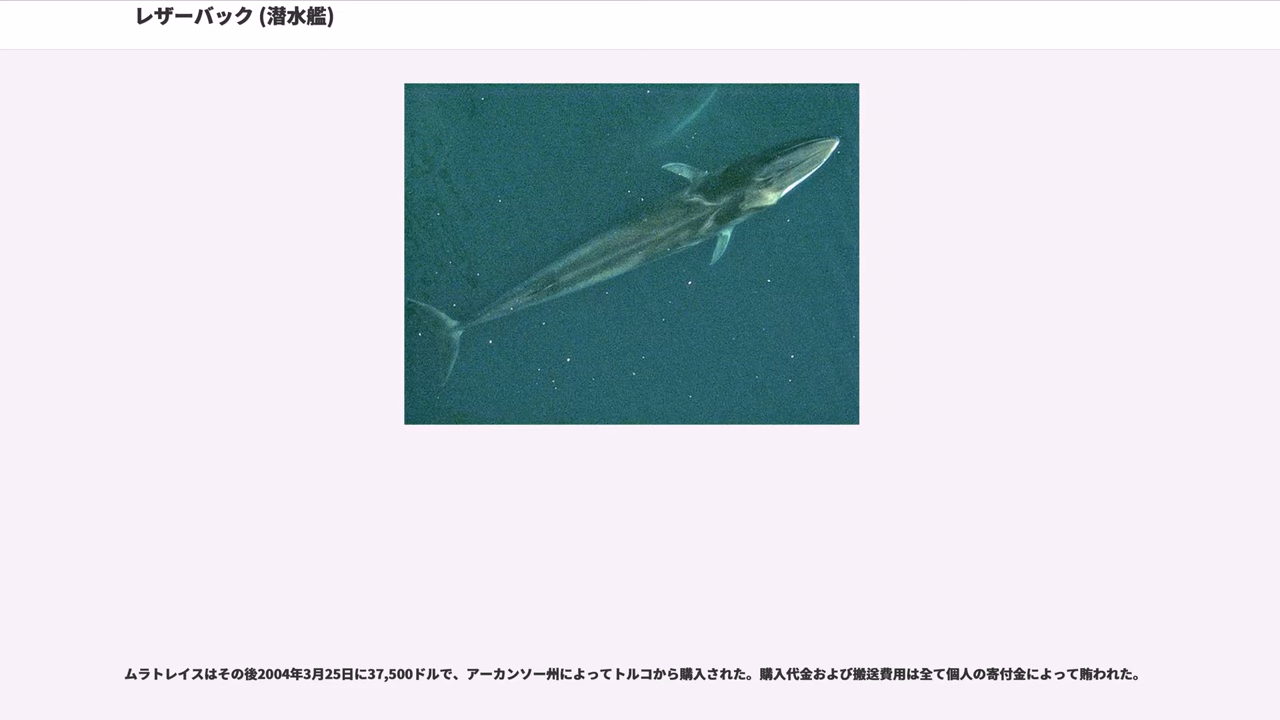 レザーバック (潜水艦)
ムラトレイスはその後2004年3月25日に37,500ドルで、アーカンソー州によってトルコから購入された。購入代金および搬送費用は全て個人の寄付金によって賄われた。